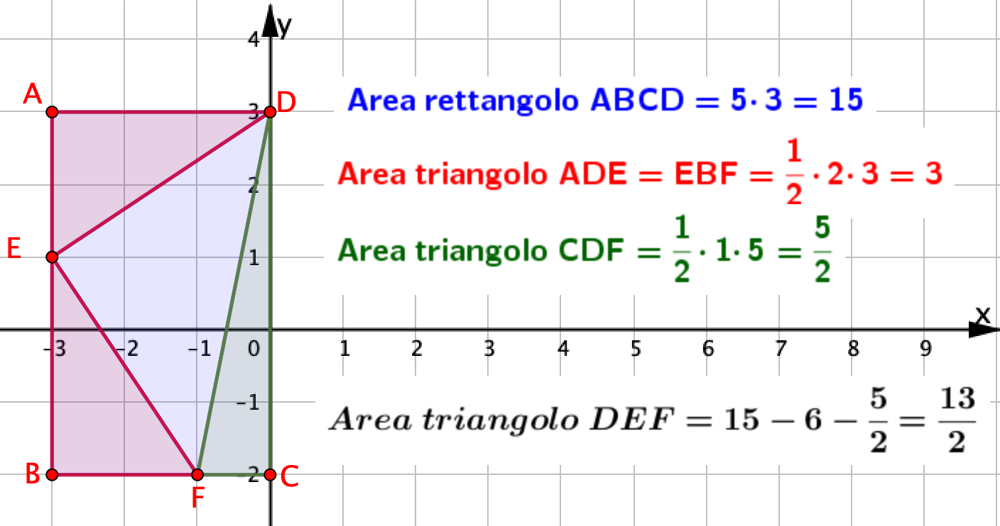 y
4
A
D
3
Area rettangolo ABCD = 5· 3 = 15
2
Area triangolo ADE = EBF = 1/2 · 2· 3 = 3
E
1
Area triangolo CDF = 1/2 · 1· 5 = 5/2
x
-3 -2 -1 0 1 2 3 4 5 6 7 8 9
-1
Area triangolo DEF = 15 − 6 − 5/2 = 13/2
B
-2
C
F